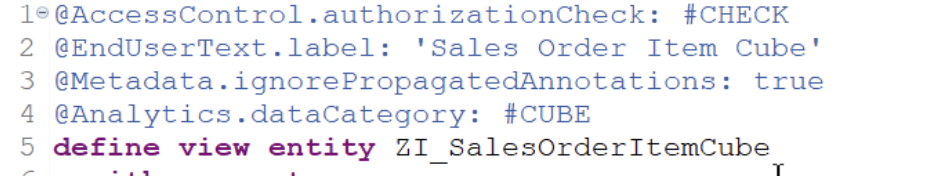 1 @AccessControl.authorizationCheck: #CHECK
2 @EndUserText.label: 'Sales Order Item Cube'
3 @Metadata.ignorePropagatedAnnotations: true
4 @Analytics.dataCategory: #CUBE
5 define view entity ZI_SalesOrderItemCube